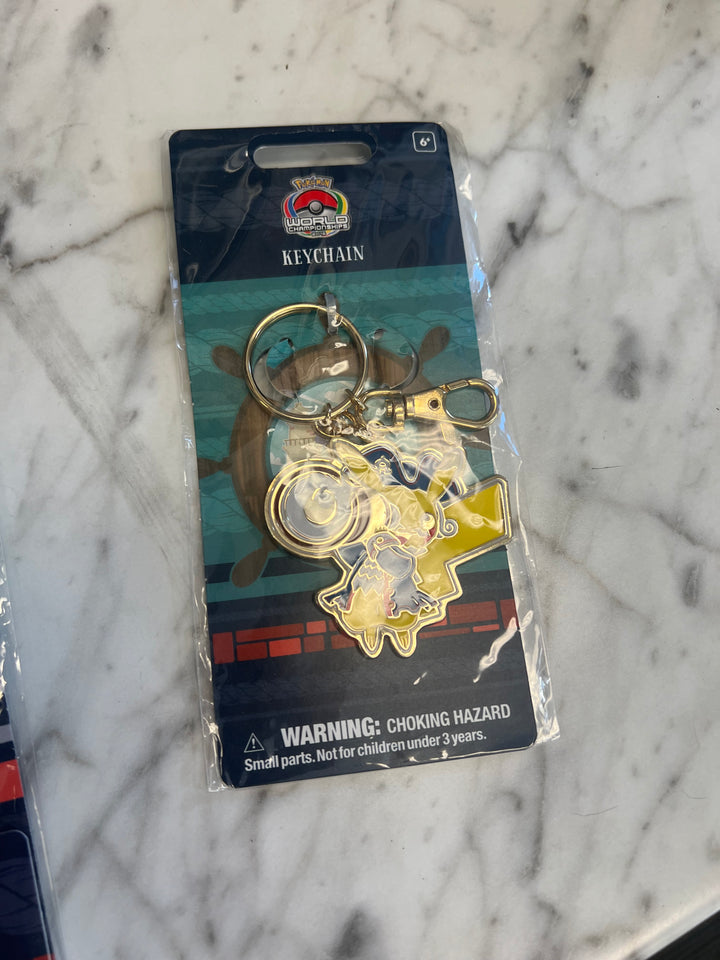 6+
Pokémon
WORLD
CHAMPIONSHIPS
KEYCHAIN
WARNING: CHOKING HAZARD
Small parts. Not for children under 3 years.